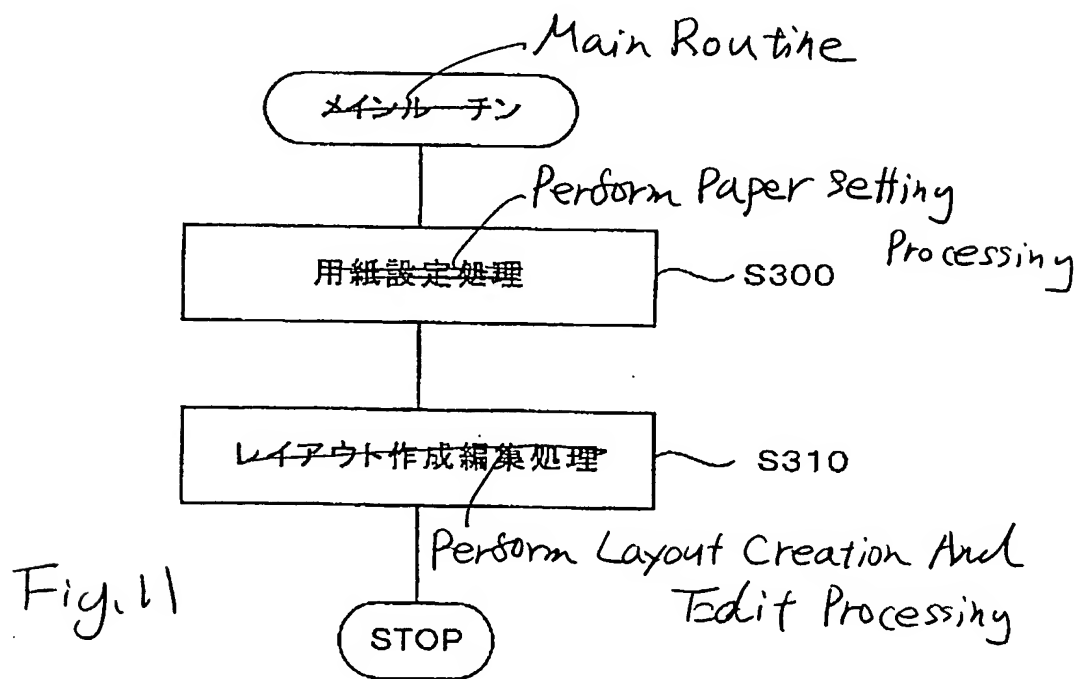 Main Routine
メインルーチン
Perform Paper Setting
Processing
用紙設定処理
S300
レイアウト作成編集処理
S310
Perform Layout Creation And
Edit Processing
Fig. 11
STOP